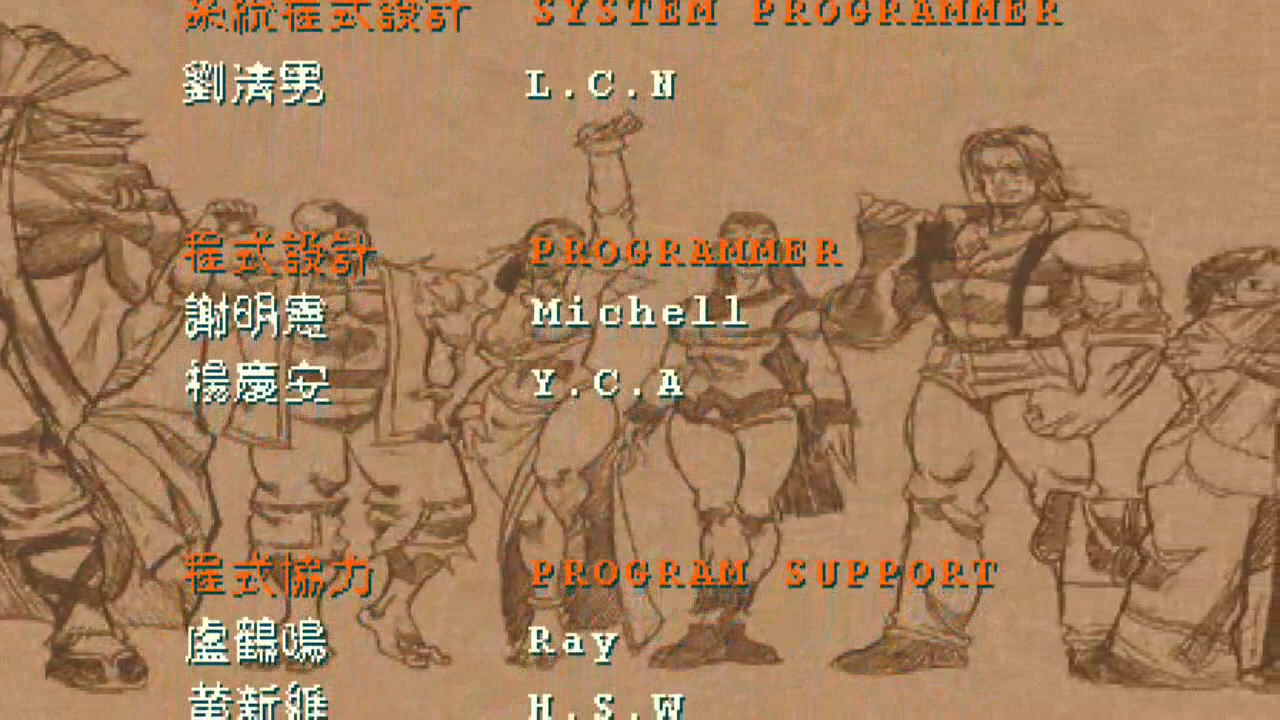 系統程式設計 SYSTEM PROGRAMMER
劉清男 L.C.N
程式設計 PROGRAMMER
謝明憲 Michell
楊慶安 Y.C.A
程式協力 PROGRAM SUPPORT
盧鶴鳴 Ray
黃新維 H.S.W